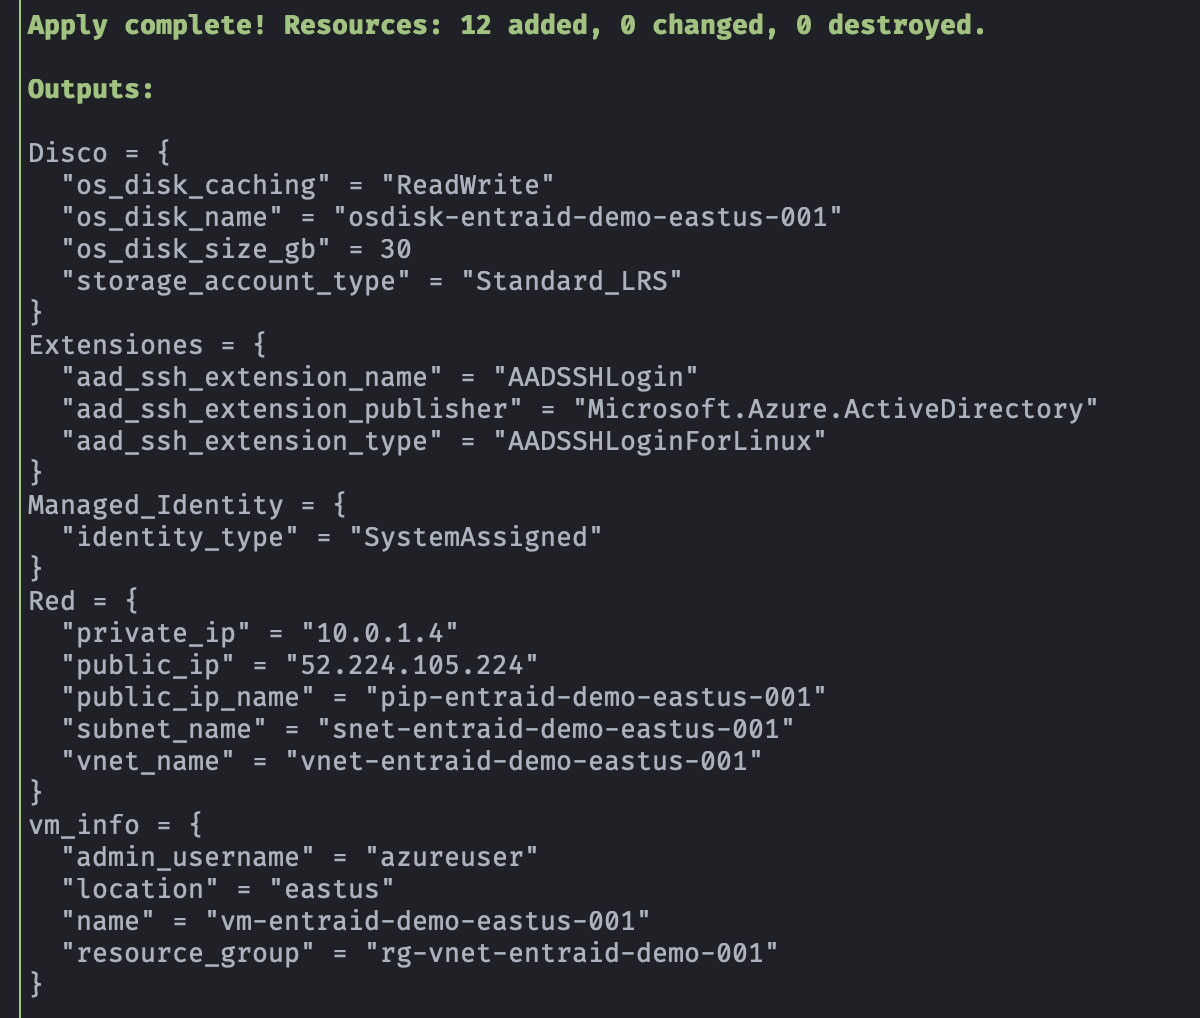 Apply complete! Resources: 12 added, 0 changed, 0 destroyed.
Outputs:
Disco = {
  "os_disk_caching" = "ReadWrite"
  "os_disk_name" = "osdisk-entraid-demo-eastus-001"
  "os_disk_size_gb" = 30
  "storage_account_type" = "Standard_LRS"
}
Extensiones = {
  "aad_ssh_extension_name" = "AADSSHLogin"
  "aad_ssh_extension_publisher" = "Microsoft.Azure.ActiveDirectory"
  "aad_ssh_extension_type" = "AADSSHLoginForLinux"
}
Managed_Identity = {
  "identity_type" = "SystemAssigned"
}
Red = {
  "private_ip" = "10.0.1.4"
  "public_ip" = "52.224.105.224"
  "public_ip_name" = "pip-entraid-demo-eastus-001"
  "subnet_name" = "snet-entraid-demo-eastus-001"
  "vnet_name" = "vnet-entraid-demo-eastus-001"
}
vm_info = {
  "admin_username" = "azureuser"
  "location" = "eastus"
  "name" = "vm-entraid-demo-eastus-001"
  "resource_group" = "rg-vnet-entraid-demo-001"
}